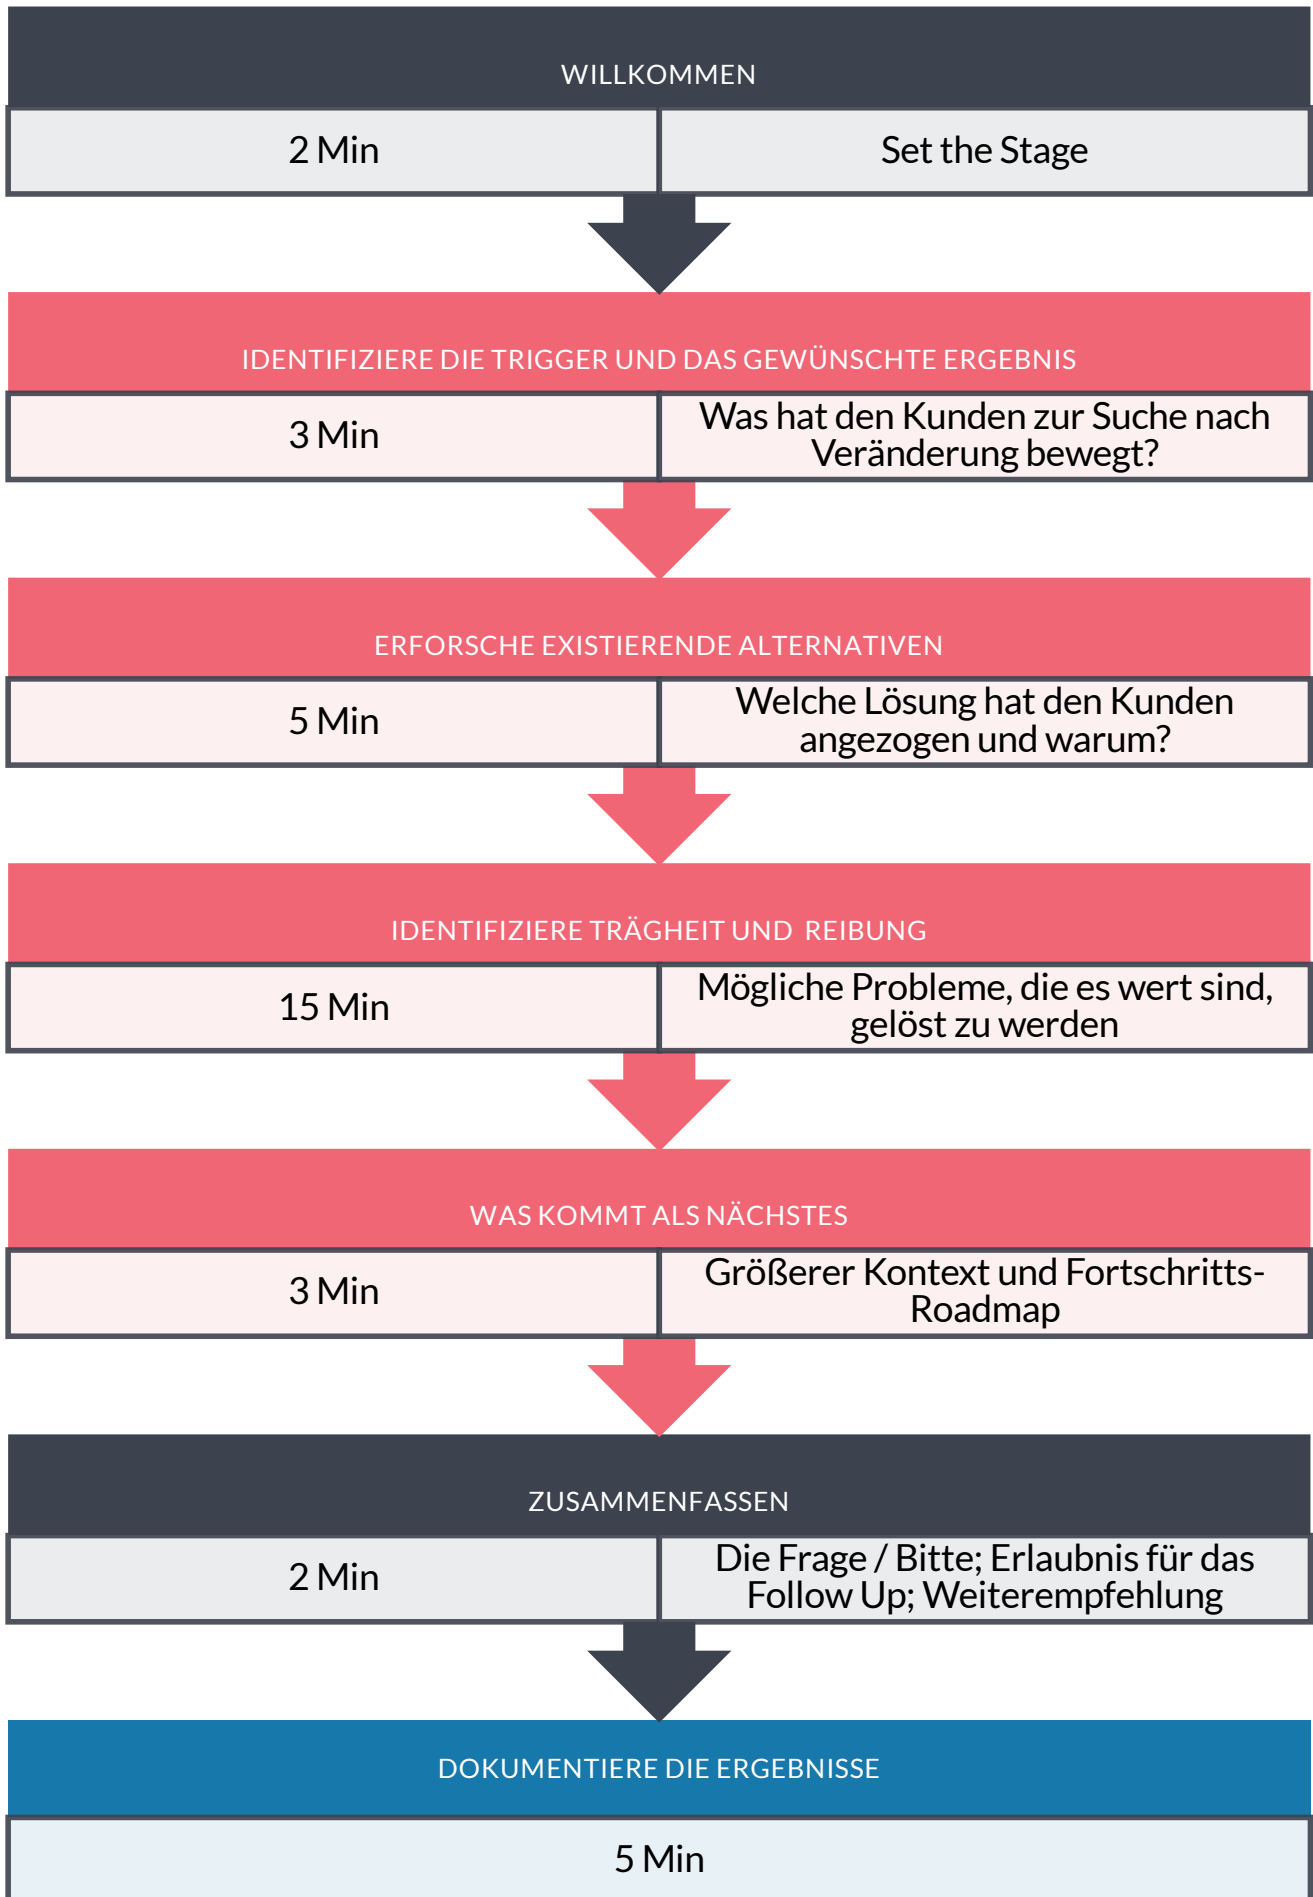 WILLKOMMEN
2 Min
Set the Stage
IDENTIFIZIERE DIE TRIGGER UND DAS GEWÜNSCHTE ERGEBNIS
3 Min
Was hat den Kunden zur Suche nach
Veränderung bewegt?
ERFORSCHE EXISTIERENDE ALTERNATIVEN
5 Min
Welche Lösung hat den Kunden
angezogen und warum?
IDENTIFIZIERE TRÄGHEIT UND REIBUNG
15 Min
Mögliche Probleme, die es wert sind,
gelöst zu werden
WAS KOMMT ALS NÄCHSTES
3 Min
Größerer Kontext und Fortschritts-
Roadmap
ZUSAMMENFASSEN
2 Min
Die Frage / Bitte; Erlaubnis für das
Follow Up; Weiterempfehlung
DOKUMENTIERE DIE ERGEBNISSE
5 Min